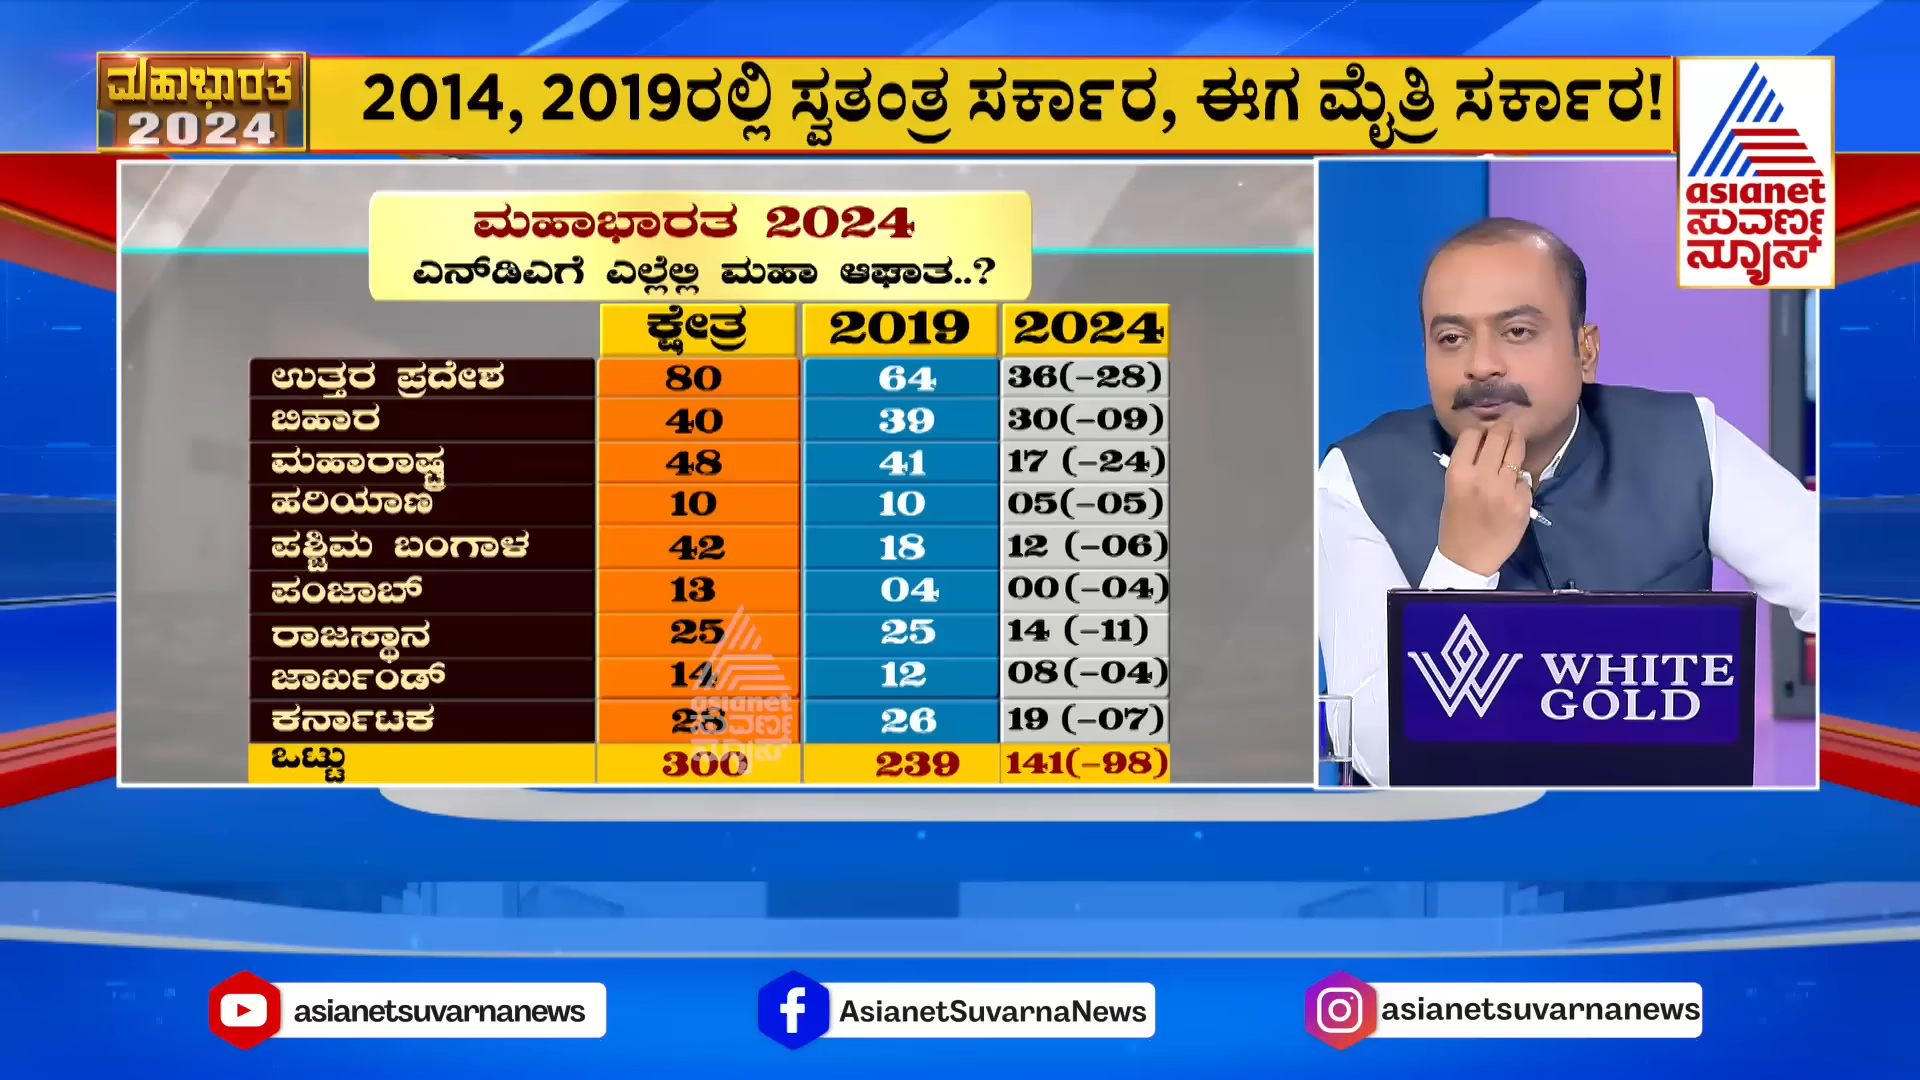 ಮಹಾಭಾರತ
2024
2014, 2019ರಲ್ಲಿ ಸ್ವತಂತ್ರ ಸರ್ಕಾರ, ಈಗ ಮೈತ್ರಿ ಸರ್ಕಾರ!
asianet
ಸುವರ್ಣ
ನ್ಯೂಸ್
ಮಹಾಭಾರತ 2024
ಎನ್‌ಡಿಎಗೆ ಎಲ್ಲೆಲ್ಲಿ ಮಹಾ ಆಘಾತ..?
ಕ್ಷೇತ್ರ 2019 2024
ಉತ್ತರ ಪ್ರದೇಶ 80 64 36(-28)
ಬಿಹಾರ 40 39 30(-09)
ಮಹಾರಾಷ್ಟ್ರ 48 41 17 (-24)
ಹರಿಯಾಣ 10 10 05(-05)
ಪಶ್ಚಿಮ ಬಂಗಾಳ 42 18 12 (-06)
ಪಂಜಾಬ್ 13 04 00(-04)
ರಾಜಸ್ಥಾನ 25 25 14 (-11)
ಜಾರ್ಖಂಡ್ 14 12 08(-04)
ಕರ್ನಾಟಕ 28 26 19 (-07)
ಒಟ್ಟು 300 239 141(-98)
asianet
ಸುವರ್ಣ
ನ್ಯೂಸ್
WHITE
GOLD
asianetsuvarnanews
AsianetSuvarnaNews
asianetsuvarnanews